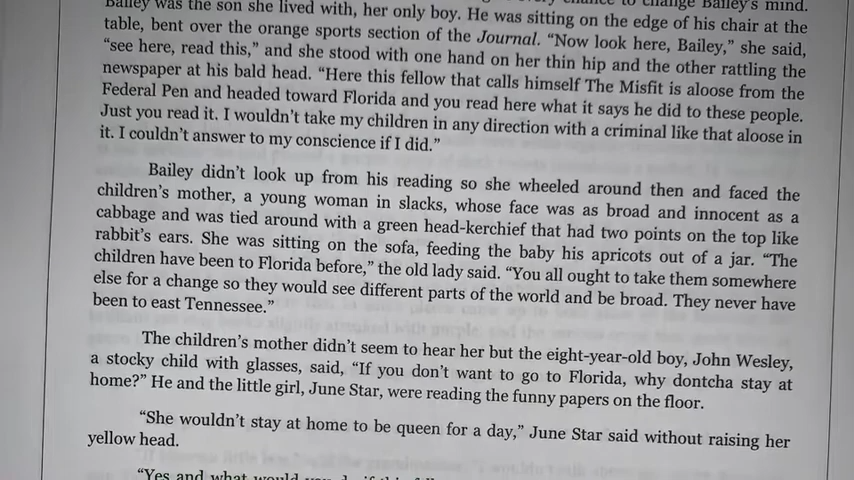 change Bailey's mind.
Bailey was the son she lived with, her only boy. He was sitting on the edge of his chair at the
table, bent over the orange sports section of the Journal. “Now look here, Bailey,” she said,
“see here, read this,” and she stood with one hand on her thin hip and the other rattling the
newspaper at his bald head. “Here this fellow that calls himself The Misfit is aloose from the
Federal Pen and headed toward Florida and you read here what it says he did to these people.
Just you read it. I wouldn’t take my children in any direction with a criminal like that aloose in
it. I couldn’t answer to my conscience if I did.”
Bailey didn’t look up from his reading so she wheeled around then and faced the
children’s mother, a young woman in slacks, whose face was as broad and innocent as a
cabbage and was tied around with a green head-kerchief that had two points on the top like
rabbit’s ears. She was sitting on the sofa, feeding the baby his apricots out of a jar. “The
children have been to Florida before,” the old lady said. “You all ought to take them somewhere
else for a change so they would see different parts of the world and be broad. They never have
been to east Tennessee.”
The children’s mother didn’t seem to hear her but the eight-year-old boy, John Wesley,
a stocky child with glasses, said, “If you don’t want to go to Florida, why dontcha stay at
home?” He and the little girl, June Star, were reading the funny papers on the floor.
“She wouldn’t stay at home to be queen for a day,” June Star said without raising her
yellow head.
“Yes and what would you do if this